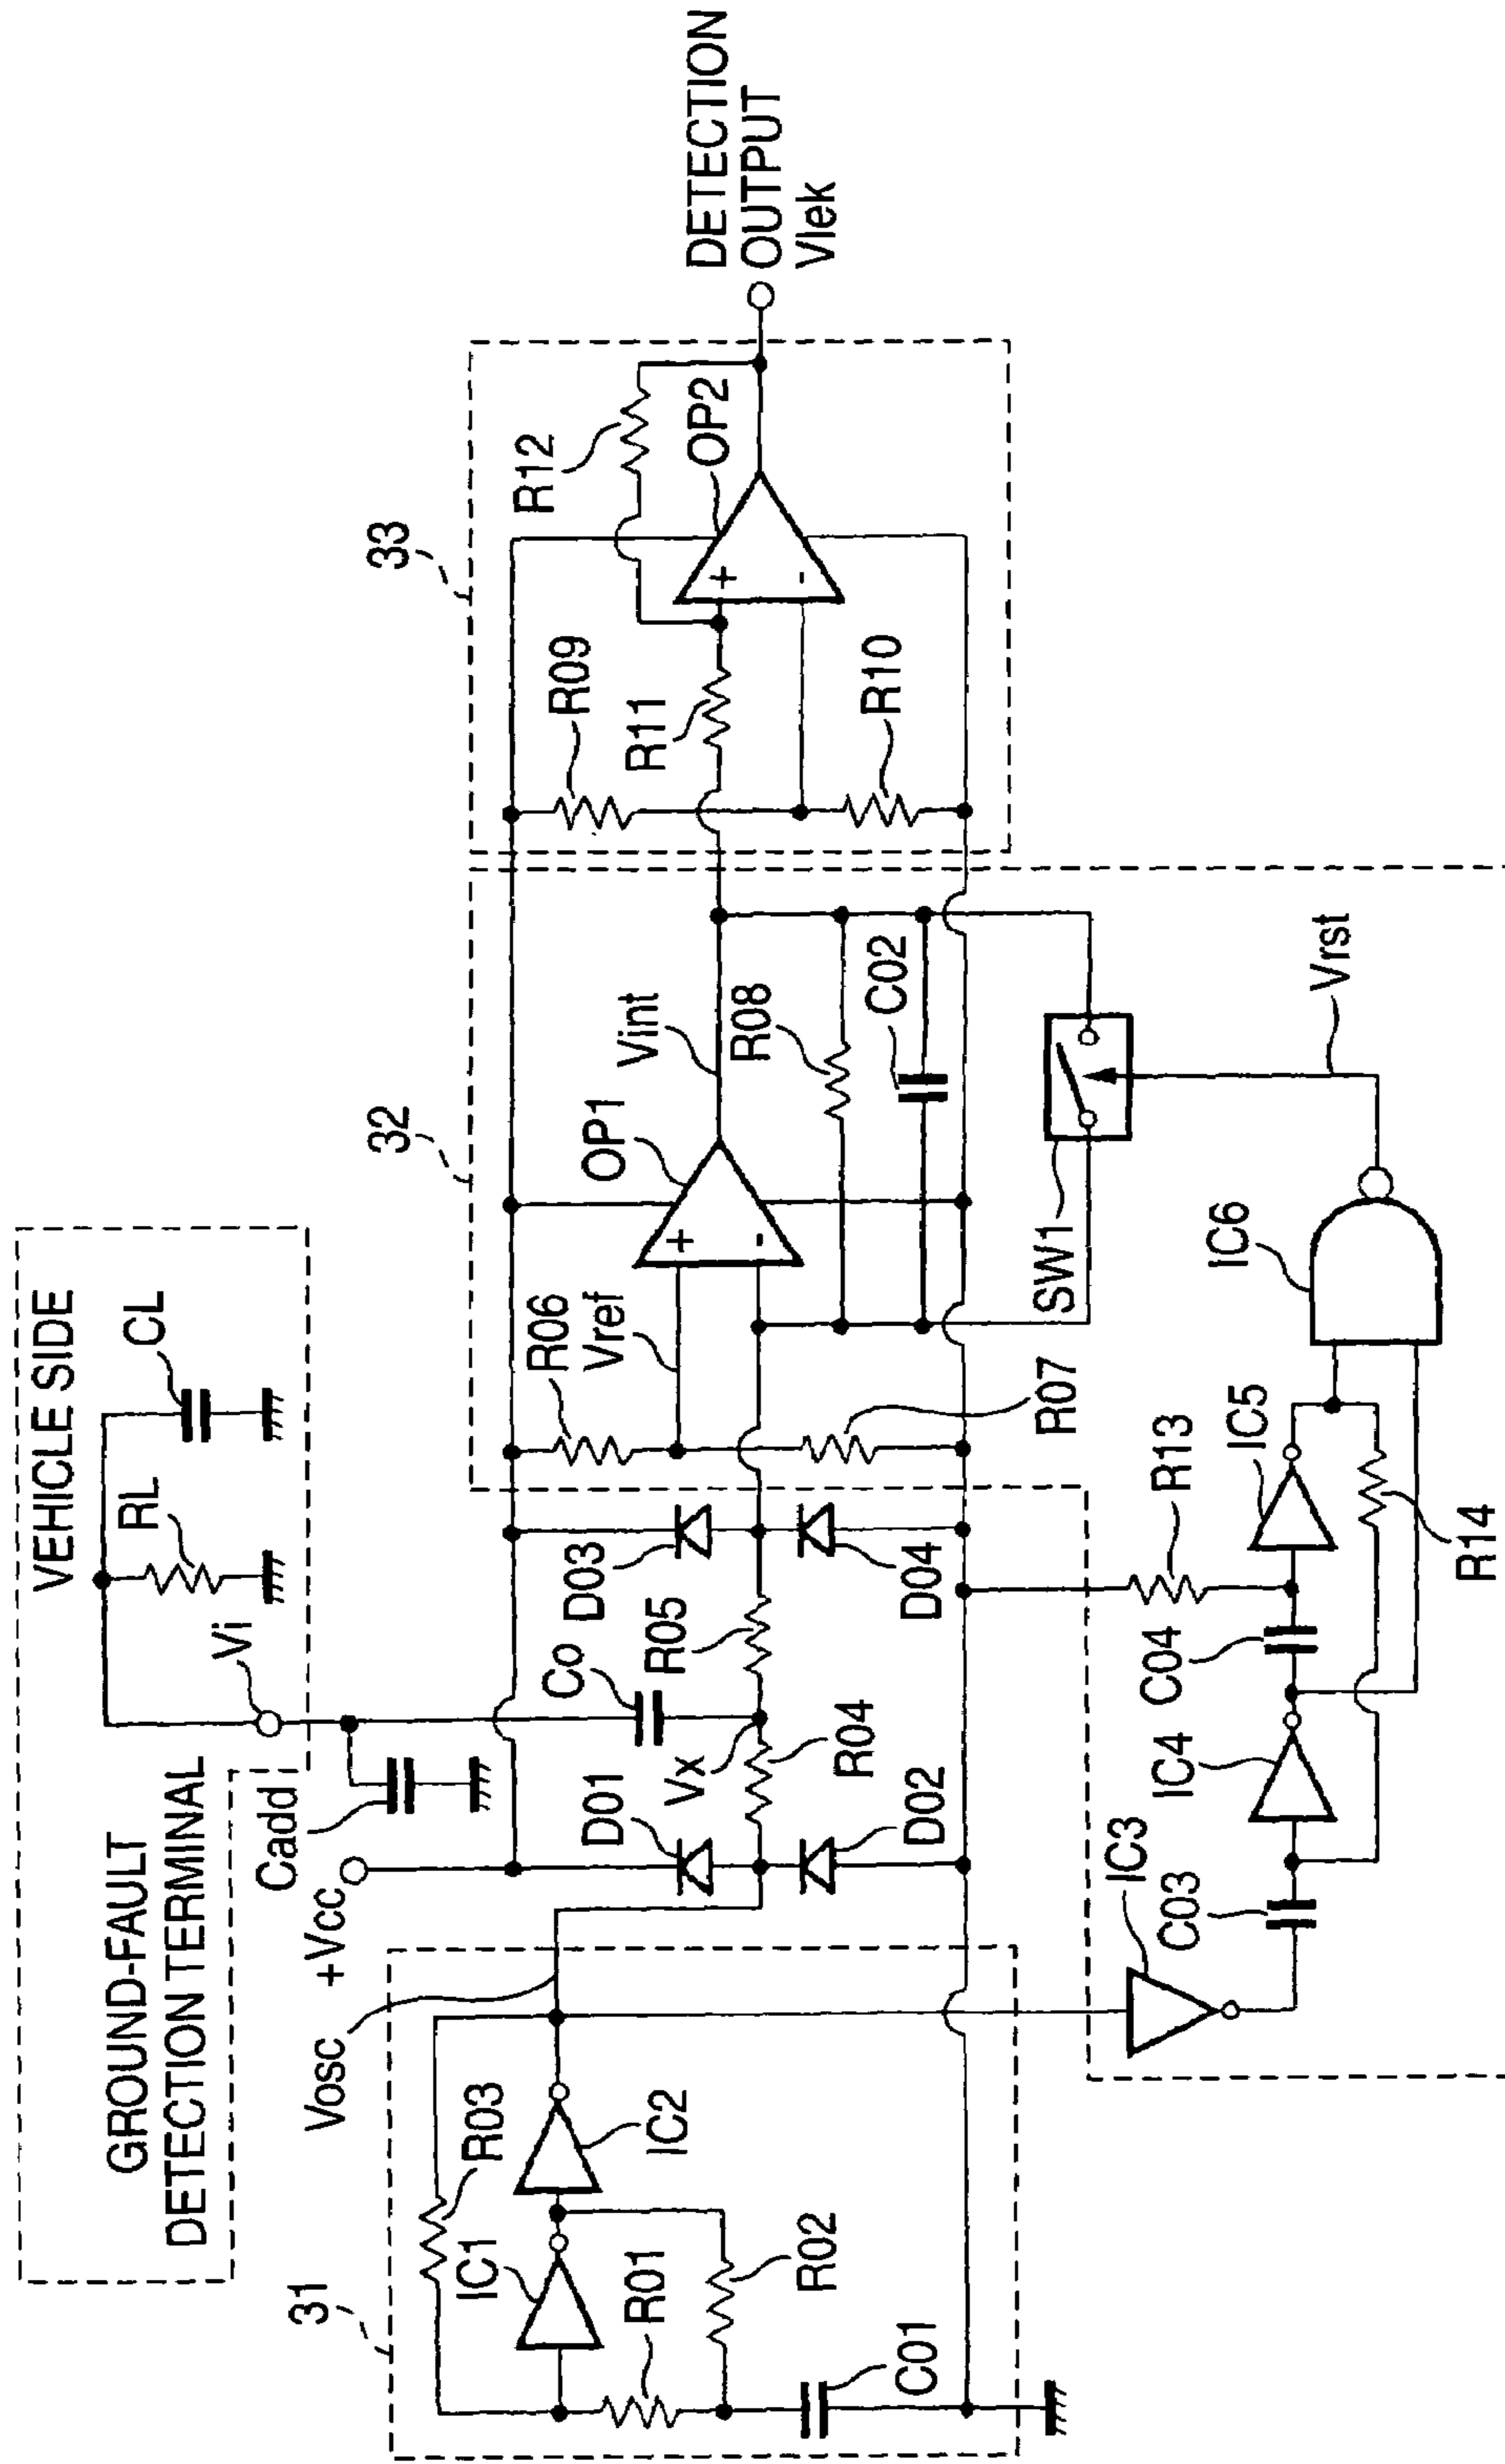 VEHICLE SIDE
GROUND-FAULT
DETECTION TERMINAL
Vi
RL
CL
Cadd
+Vcc
Vosc
31
R03
IC1
IC2
R01
R02
C01
D01
D02
Vx
R04
Co
R05
D03
D04
32
R06
Vref
R07
OP1
+
-
Vint
R08
C02
SW1
Vrst
IC3
C03
IC4
C04
R13
IC5
R14
IC6
33
R09
R10
R11
R12
OP2
+
-
DETECTION
OUTPUT
Vlek